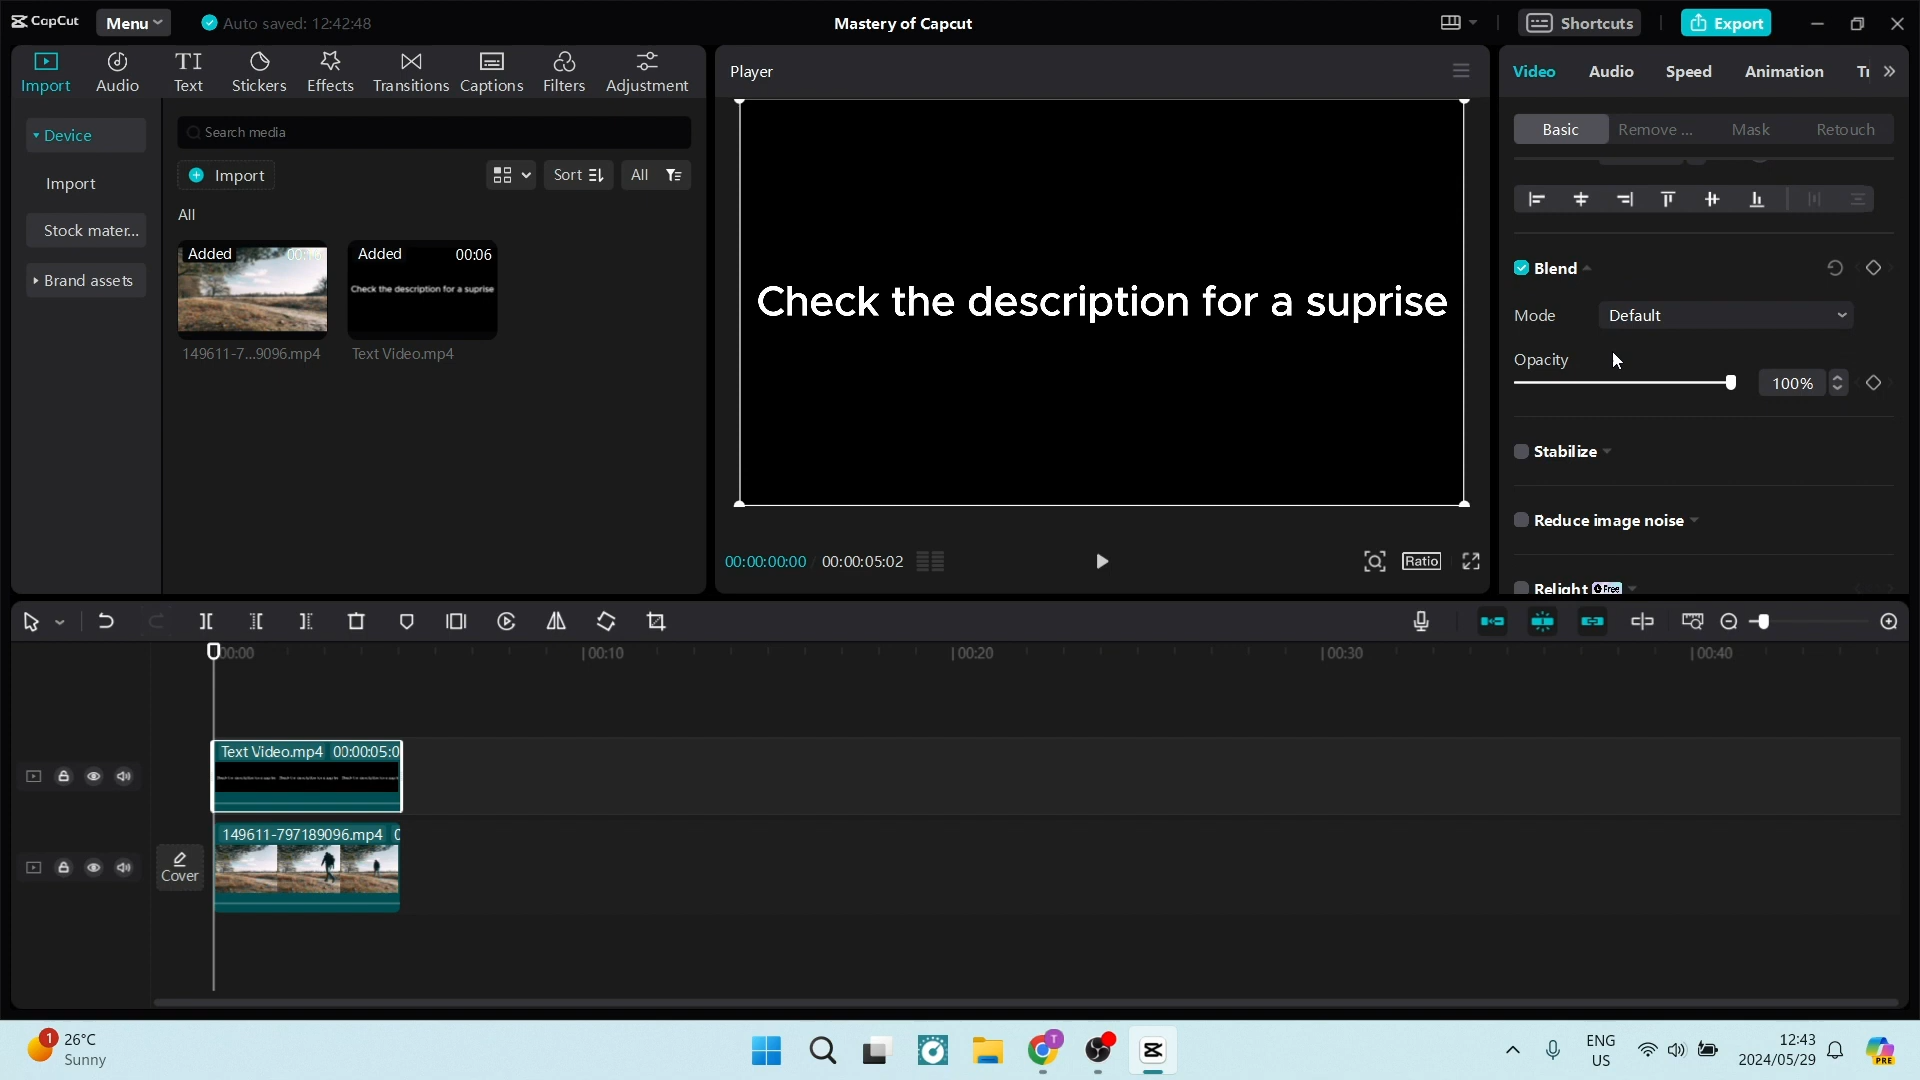 CapCut
Menu
Auto saved: 12:42:48
Mastery of Capcut
Shortcuts
Export
Import
Audio
Text
Stickers
Effects
Transitions
Captions
Filters
Adjustment
Player
Video
Audio
Speed
Animation
Device
Import
Stock mater...
Brand assets
Search media
Import
Sort
All
All
Added
Added
00:06
Check the description for a suprise
149611-7...9096.mp4
Text Video.mp4
Check the description for a suprise
00:00:00:00
00:00:05:02
Ratio
Basic
Remove ...
Mask
Retouch
Blend
Mode
Default
Opacity
100%
Stabilize
Reduce image noise
Relight
Free
00:00
00:10
00:20
00:30
00:40
Text Video.mp4 00:00:05:0
149611-797189096.mp4 0
Cover
1
26°C
Sunny
T
PRE
ENG
US
12:43
2024/05/29